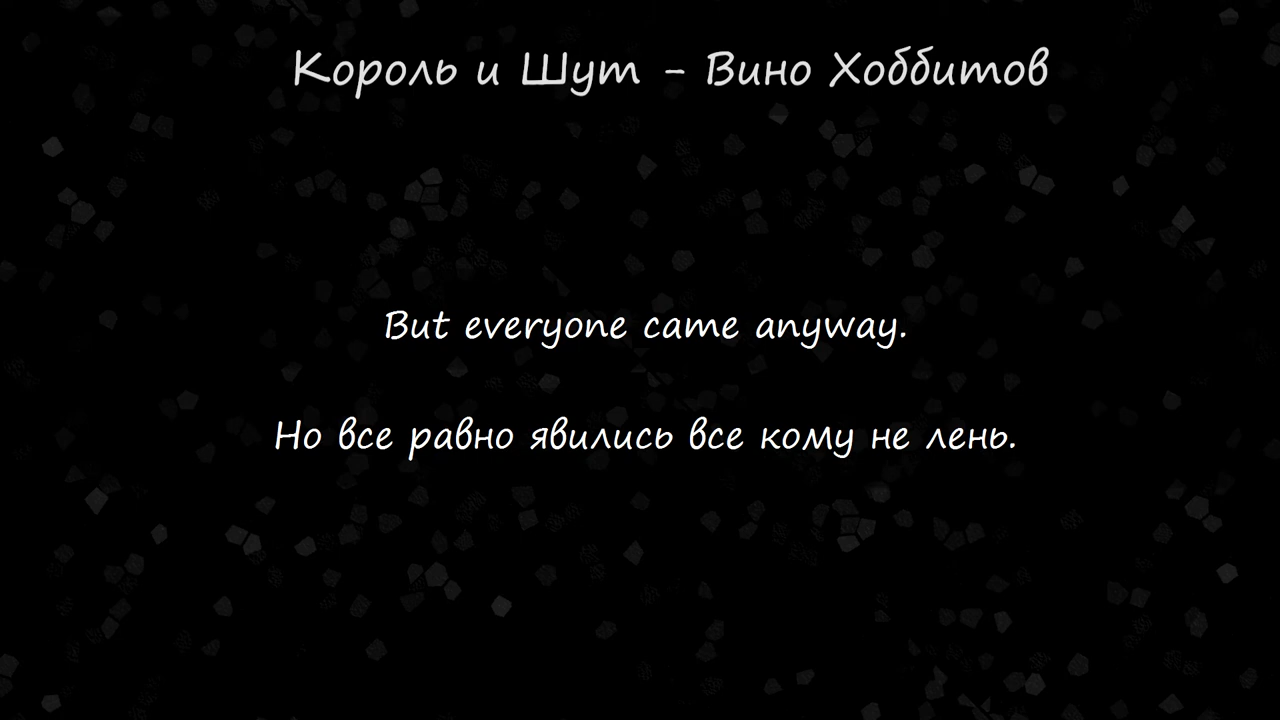 Король и Шут - Вино Хоббитов
But everyone came anyway.
Но все равно явились все кому не лень.